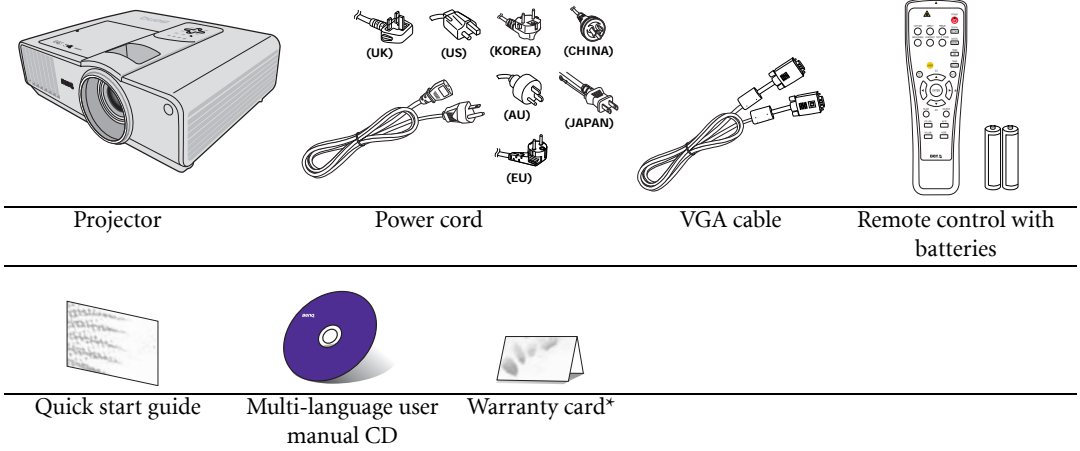 (UK) (US) (KOREA) (CHINA)
(AU) (JAPAN)
(EU)
Projector Power cord VGA cable Remote control with
batteries
BenQ
Quick start guide Multi-language user Warranty card*
manual CD